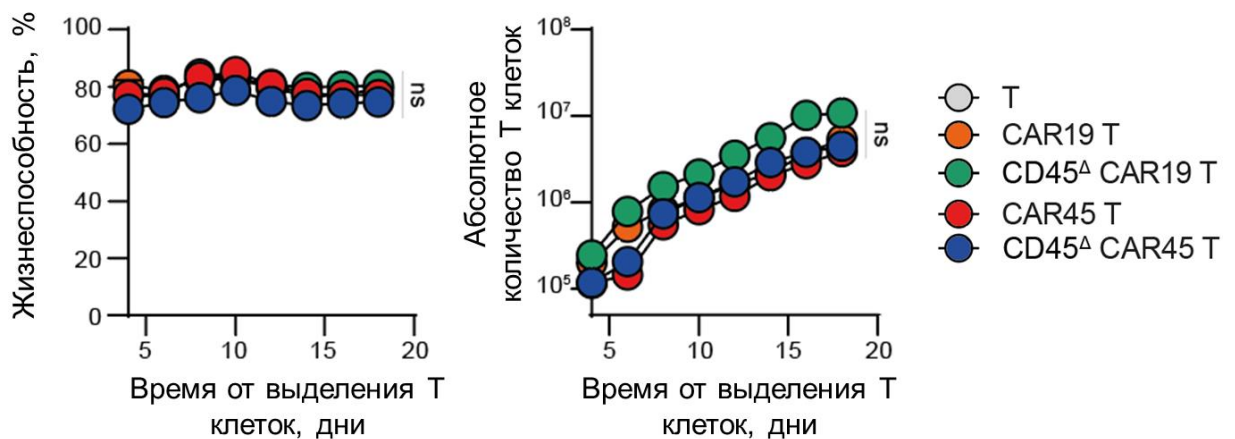 Жизнеспособность, %
100
80
60
40
20
0
5 10 15 20
Время от выделения Т
клеток, дни
ns
Абсолютное
количество Т клеток
10⁸
10⁷
10⁶
10⁵
5 10 15 20
Время от выделения Т
клеток, дни
ns
T
CAR19 T
CD45Δ CAR19 T
CAR45 T
CD45Δ CAR45 T